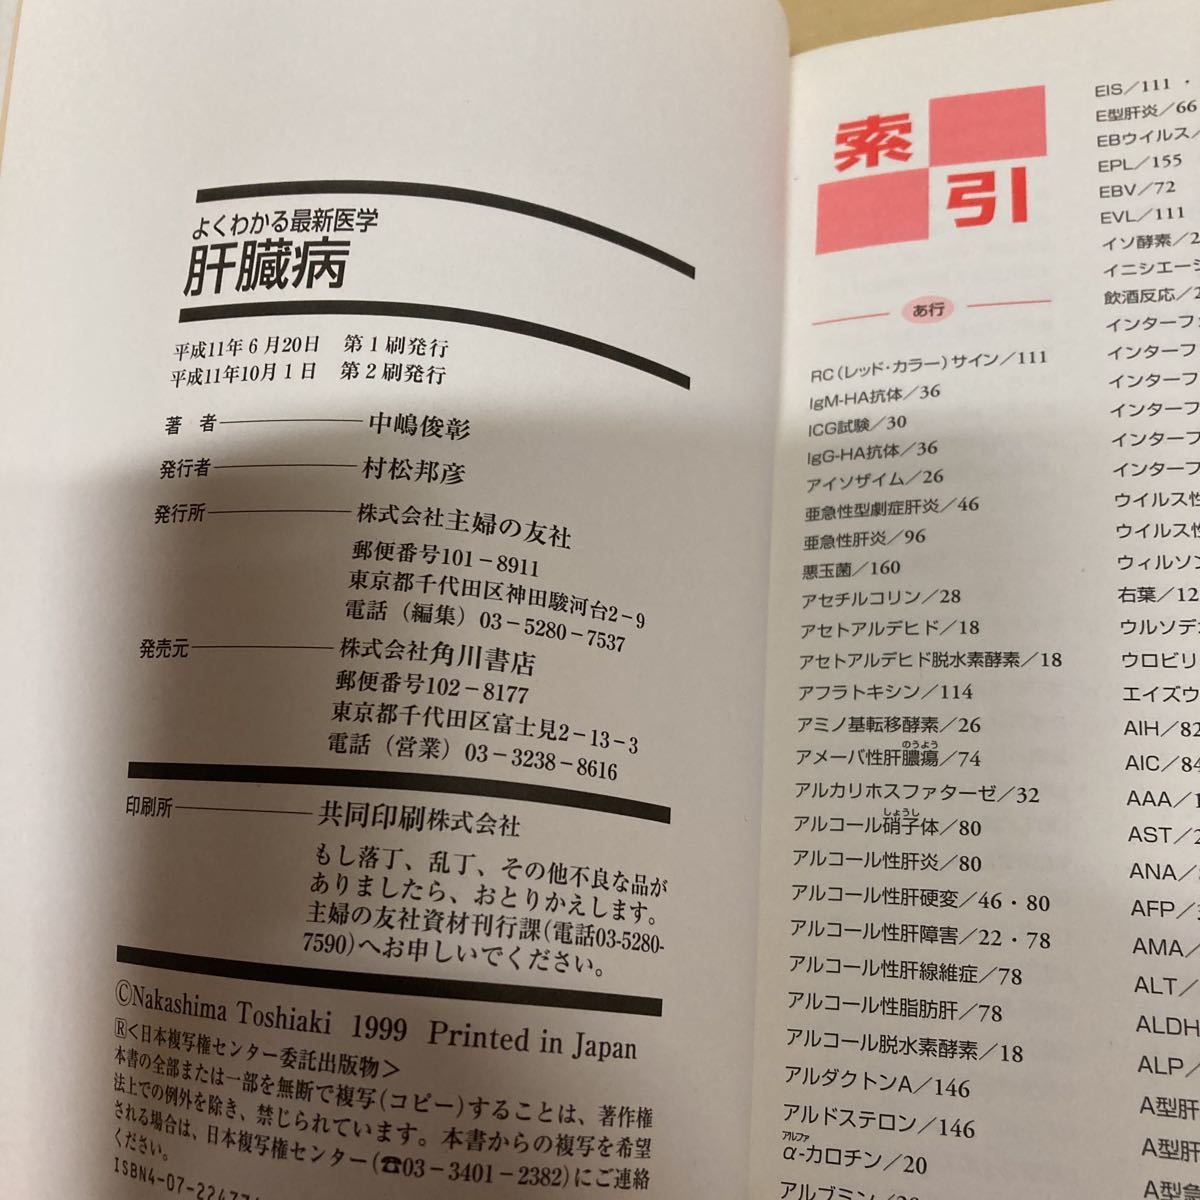 よくわかる最新医学
肝臓病
平成11年6月20日　第1刷発行
平成11年10月1日　第2刷発行
著　者　中嶋俊彰
発行者　村松邦彦
発行所　株式会社主婦の友社
郵便番号101－8911
東京都千代田区神田駿河台2－9
電話（編集）03－5280－7537
発売元　株式会社角川書店
郵便番号102－8177
東京都千代田区富士見2－13－3
電話（営業）03－3238－8616
印刷所　共同印刷株式会社
もし落丁、乱丁、その他不良な品が
ありましたら、おとりかえします。
主婦の友社資材刊行課(電話03-5280-
7590)へお申しいでください。
©Nakashima Toshiaki 1999 Printed in Japan
Ⓡ<日本複写権センター委託出版物>
本書の全部または一部を無断で複写(コピー)することは、著作権
法上での例外を除き、禁じられています。本書からの複写を希望
される場合は、日本複写権センター(☎03－3401－2382)にご連絡
ください。
ISBN4-07-22477
索引
あ行
RC(レッド・カラー)サイン／111
IgM-HA抗体／36
ICG試験／30
IgG-HA抗体／36
アイソザイム／26
亜急性型劇症肝炎／46
亜急性肝炎／96
悪玉菌／160
アセチルコリン／28
アセトアルデヒド／18
アセトアルデヒド脱水素酵素／18
アフラトキシン／114
アミノ基転移酵素／26
アメーバ性肝膿瘍／74
のうよう
アルカリホスファターゼ／32
アルコール硝子体／80
しょうし
アルコール性肝炎／80
アルコール性肝硬変／46・80
アルコール性肝障害／22・78
アルコール性肝線維症／78
アルコール性脂肪肝／78
アルコール脱水素酵素／18
アルダクトンA／146
アルドステロン／146
アルファ
α-カロチン／20
アルブミン／28
EIS／111・
E型肝炎／66
EBウイルス／
EPL／155
EBV／72
EVL／111
イソ酵素／2
イニシエーシ
飲酒反応／2
インターフ
インターフ
インターフ
インターフ
インターフ
インターフ
ウイルス性
ウイルス性
ウィルソン
右葉／12
ウルソデ
ウロビリ
エイズウ
AIH／82
AIC／84
AAA／1
AST／2
ANA／
AFP／
AMA／
ALT／
ALDH
ALP／
A型肝
A型肝
A型急